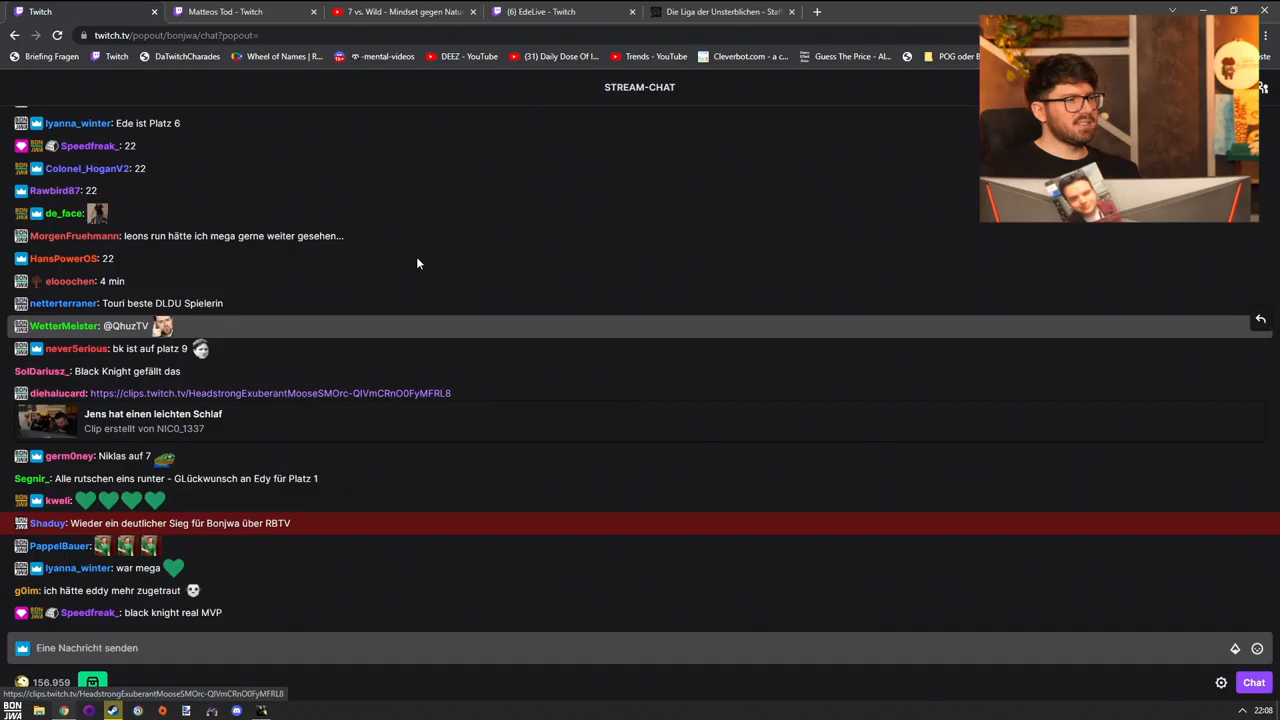 Twitch
Matteos Tod - Twitch
7 vs. Wild - Mindset gegen Natu
(6) EdeLive - Twitch
Die Liga der Unsterblichen - Staf
twitch.tv/popout/bonjwa/chat?popout=
Briefing Fragen
Twitch
DaTwitchCharades
Wheel of Names | R...
-mental-videos
DEEZ - YouTube
(31) Daily Dose Of I...
Trends - YouTube
Cleverbot.com - a c...
Guess The Price - Al...
POG oder B
STREAM-CHAT
lyanna_winter: Ede ist Platz 6
Speedfreak_: 22
Colonel_HoganV2: 22
Rawbird87: 22
de_face:
MorgenFruehmann: leons run hätte ich mega gerne weiter gesehen...
HansPowerOS: 22
elooochen: 4 min
netterterraner: Touri beste DLDU Spielerin
WetterMeister: @QhuzTV
never5erious: bk ist auf platz 9
SolDariusz_: Black Knight gefällt das
diehalucard: https://clips.twitch.tv/HeadstrongExuberantMooseSMOrc-QIVmCRnO0FyMFRL8
Jens hat einen leichten Schlaf
Clip erstellt von NIC0_1337
germ0ney: Niklas auf 7
Segnir_: Alle rutschen eins runter - GLückwunsch an Edy für Platz 1
kweli:
Shaduy: Wieder ein deutlicher Sieg für Bonjwa über RBTV
PappelBauer:
lyanna_winter: war mega
g0im: ich hätte eddy mehr zugetraut
Speedfreak_: black knight real MVP
Eine Nachricht senden
156.959
Chat
https://clips.twitch.tv/HeadstrongExuberantMooseSMOrc-QIVmCRnO0FyMFRL8
BON
JWA
22:08